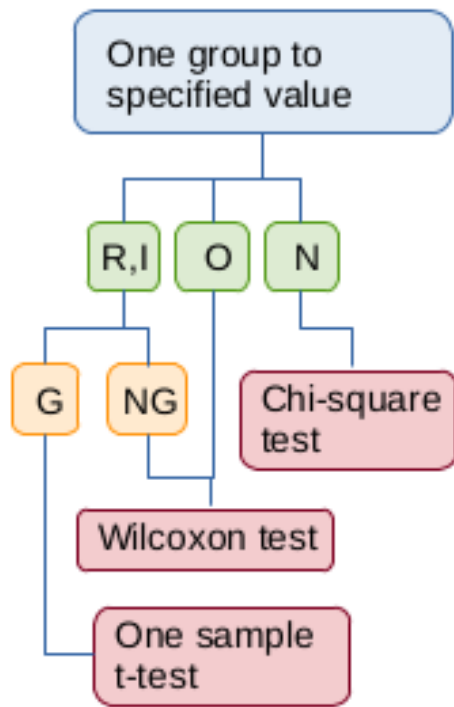 One group to
specified value
R,I
O
N
G
NG
Chi-square
test
Wilcoxon test
One sample
t-test